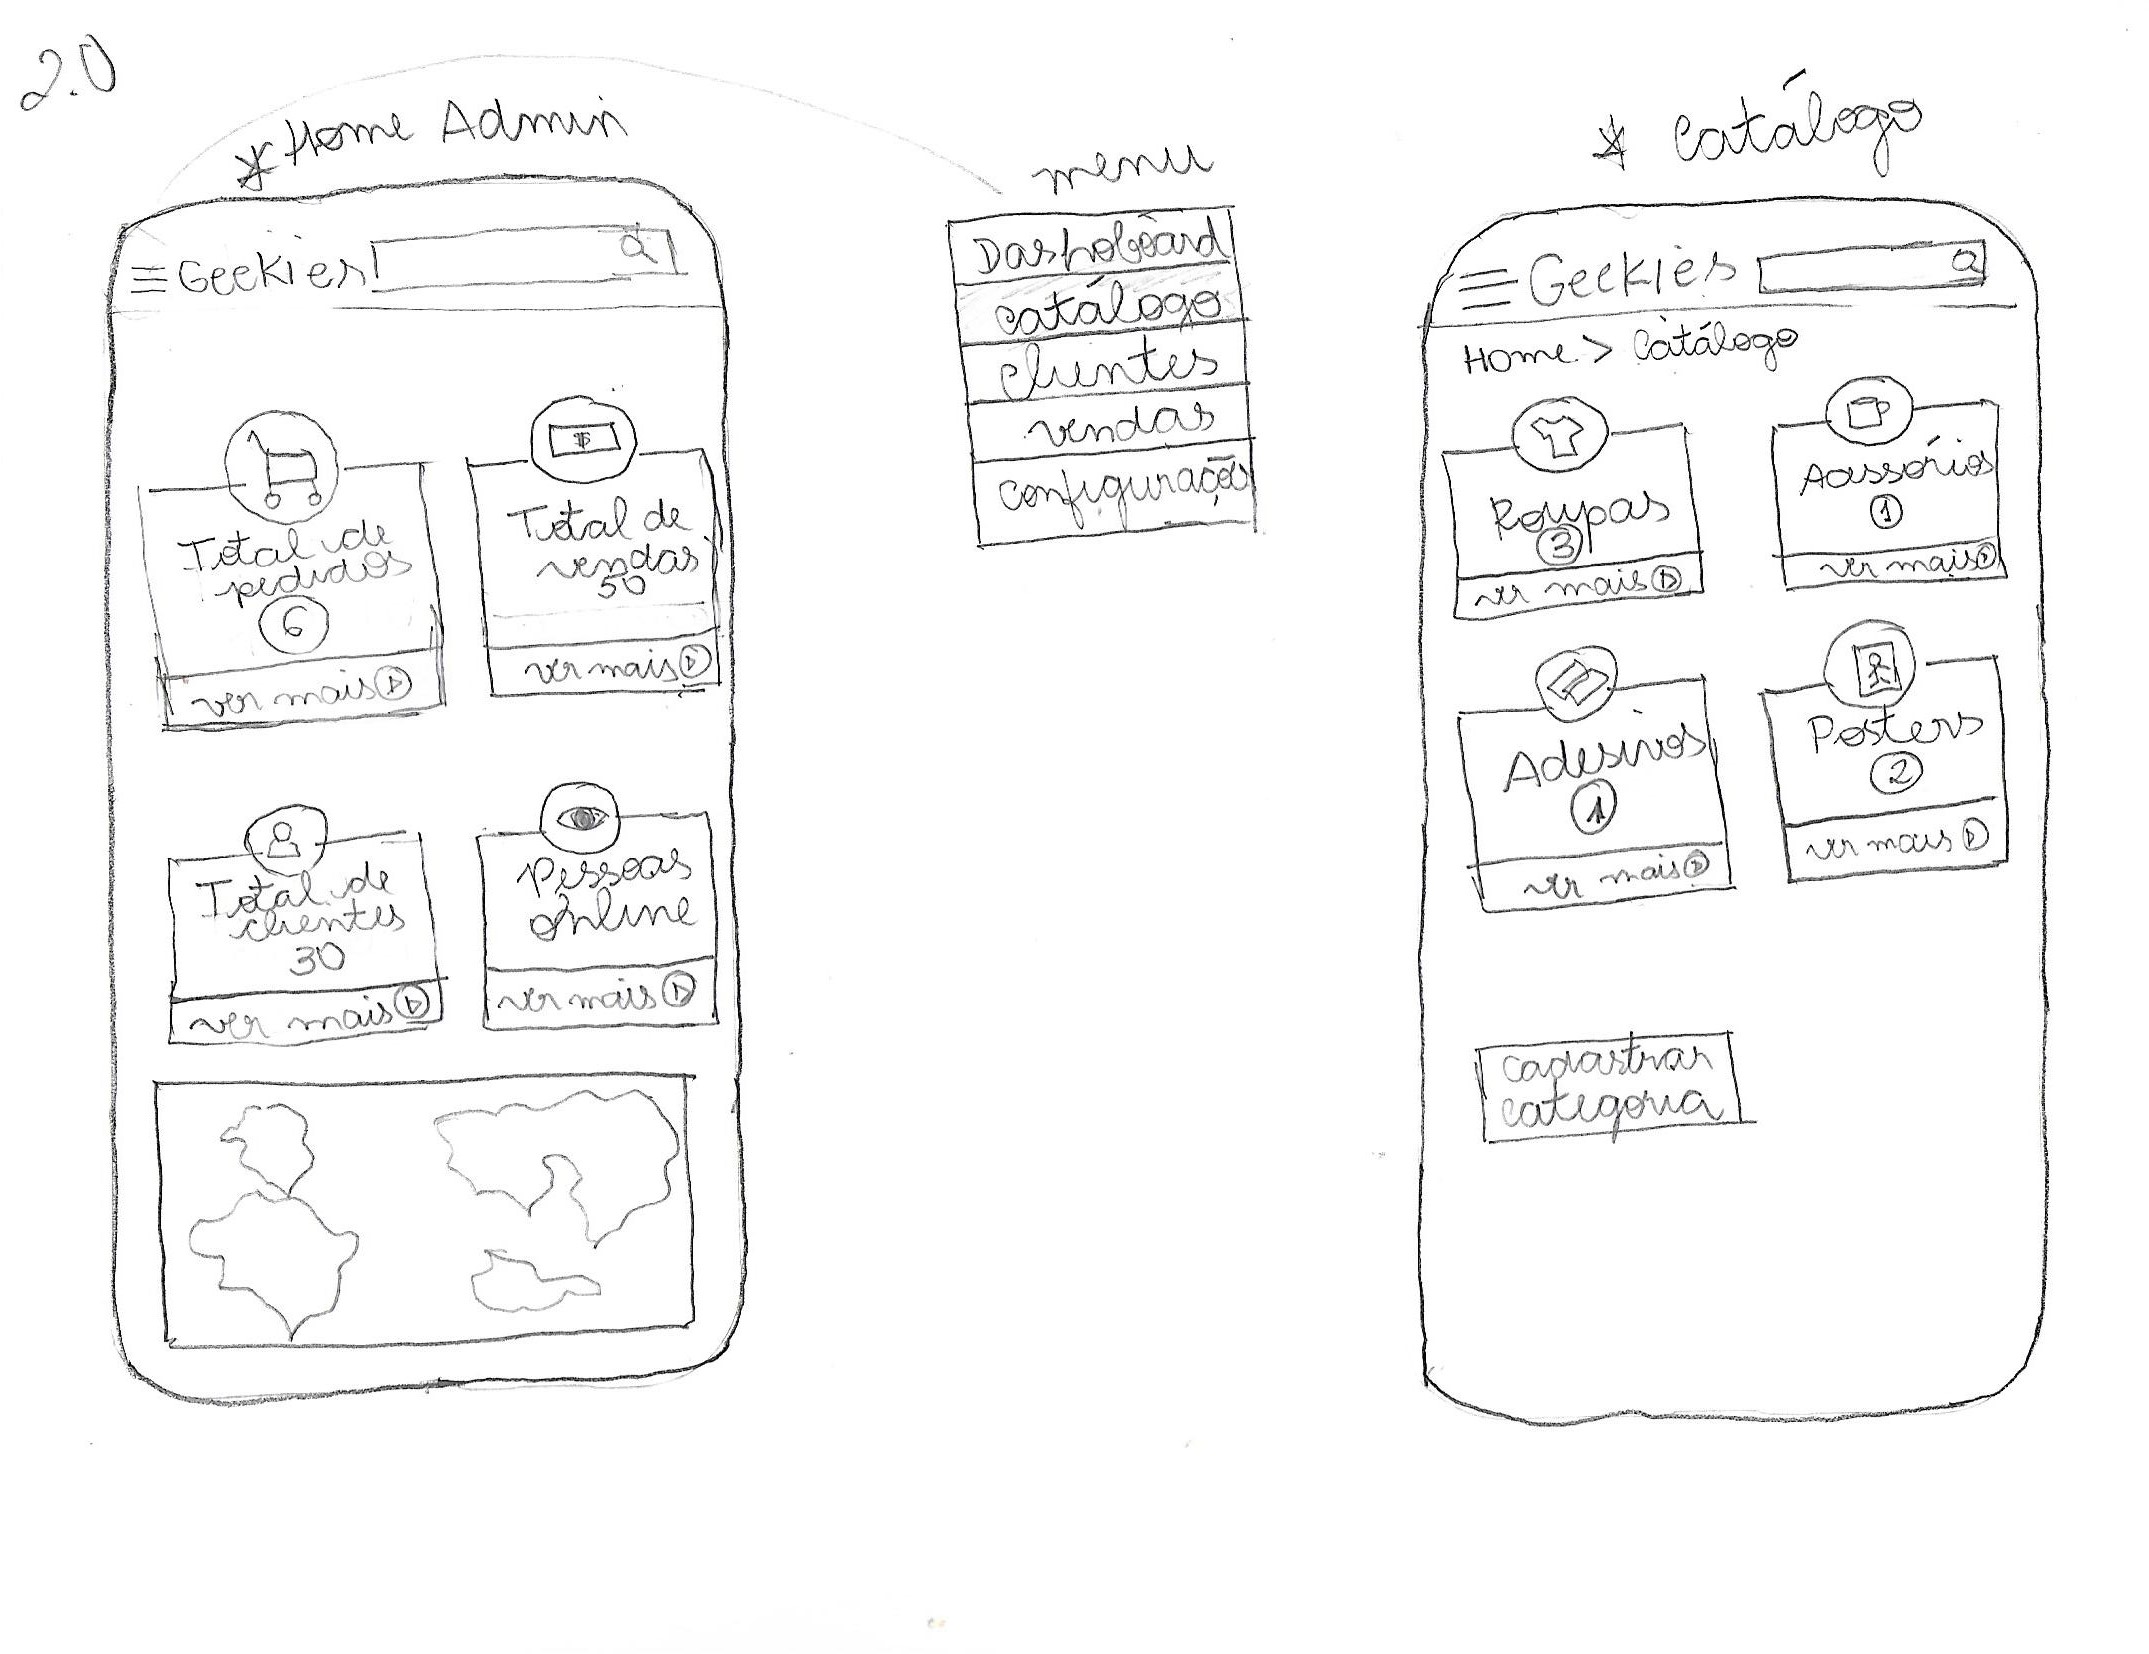 2.0
* Home Admin
Geekies
Total de
pedidos
6
ver mais
$
Total de
vendas
50
ver mais
Total de
clientes
30
ver mais
Pessoas
online
ver mais
menu
Dashoboard
catálogo
clientes
vendas
configuração
* Catálogo
Geekies
Home > Catálogo
Roupas
3
ver mais
Acessórios
1
ver mais
Adesivos
1
ver mais
Posters
2
ver mais
cadastrar
categoria